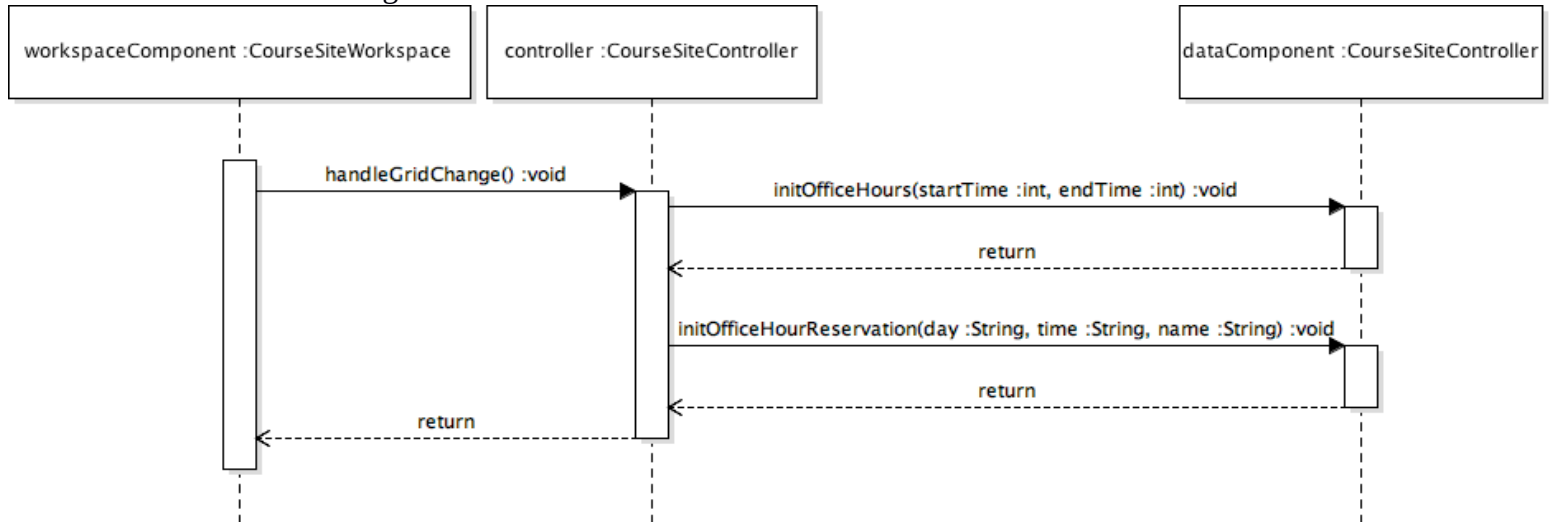 workspaceComponent :CourseSiteWorkspace
controller :CourseSiteController
dataComponent :CourseSiteController
handleGridChange() :void
initOfficeHours(startTime :int, endTime :int) :void
return
initOfficeHourReservation(day :String, time :String, name :String) :void
return
return